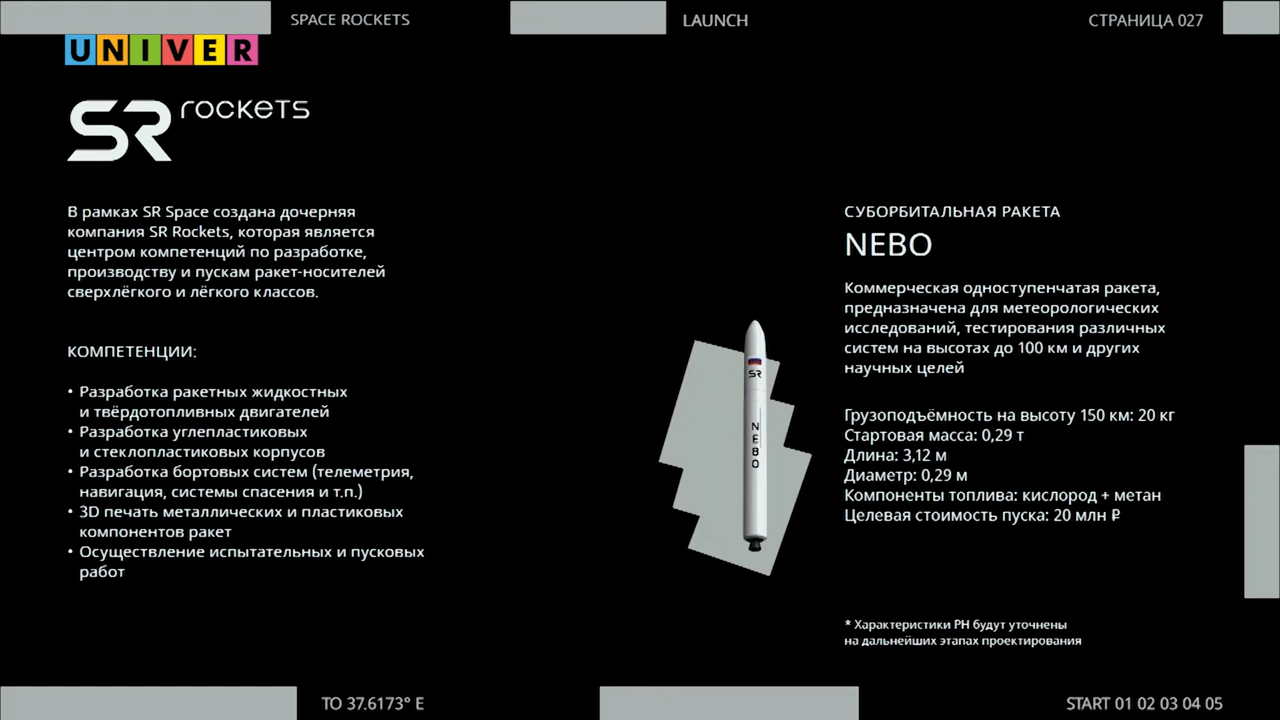 SPACE ROCKETS
LAUNCH
СТРАНИЦА 027
UNIVER
SR rockets
В рамках SR Space создана дочерняя
компания SR Rockets, которая является
центром компетенций по разработке,
производству и пускам ракет-носителей
сверхлёгкого и лёгкого классов.
КОМПЕТЕНЦИИ:
• Разработка ракетных жидкостных
и твёрдотопливных двигателей
• Разработка углепластиковых
и стеклопластиковых корпусов
• Разработка бортовых систем (телеметрия,
навигация, системы спасения и т.п.)
• 3D печать металлических и пластиковых
компонентов ракет
• Осуществление испытательных и пусковых
работ
SR
NEBO
СУБОРБИТАЛЬНАЯ РАКЕТА
NEBO
Коммерческая одноступенчатая ракета,
предназначена для метеорологических
исследований, тестирования различных
систем на высотах до 100 км и других
научных целей
Грузоподъёмность на высоту 150 км: 20 кг
Стартовая масса: 0,29 т
Длина: 3,12 м
Диаметр: 0,29 м
Компоненты топлива: кислород + метан
Целевая стоимость пуска: 20 млн ₽
* Характеристики РН будут уточнены
на дальнейших этапах проектирования
TO 37.6173° E
START 01 02 03 04 05